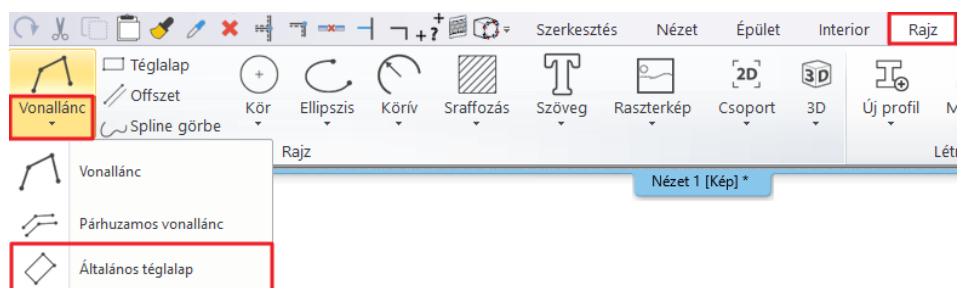 Szerkesztés Nézet Épület Interior Rajz
Vonallánc Téglalap Offszet Spline görbe Kör Ellipszis Körív Sraffozás Szöveg Raszterkép 2D Csoport 3D 3D Új profil
Rajz
Vonallánc
Nézet 1 [Kép] *
Párhuzamos vonallánc
Általános téglalap